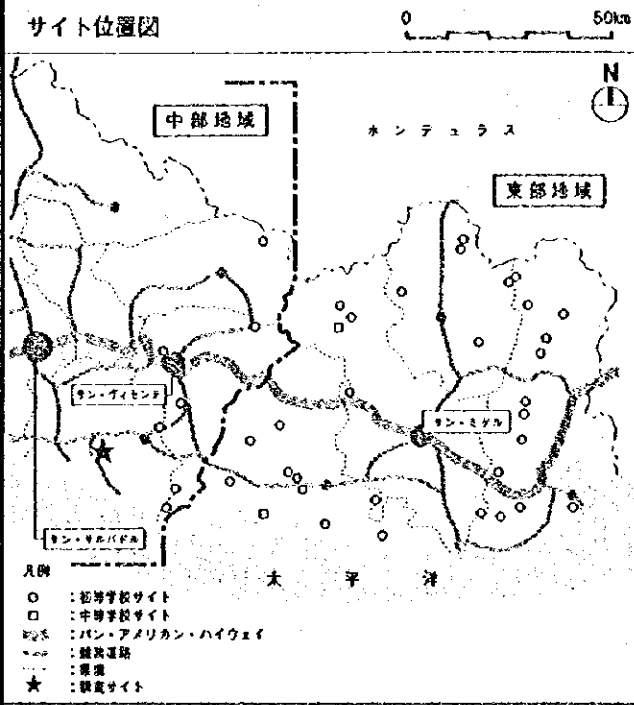 サイト位置図
0 50km
N
中部地域
ホンデュラス
東部地域
サン・ヴィセンテ
サン・ミゲル
サン・サルバドル
太平洋
凡例
：初等学校サイト
：中等学校サイト
：パン・アメリカン・ハイウェイ
：舗装道路
：調査サイト